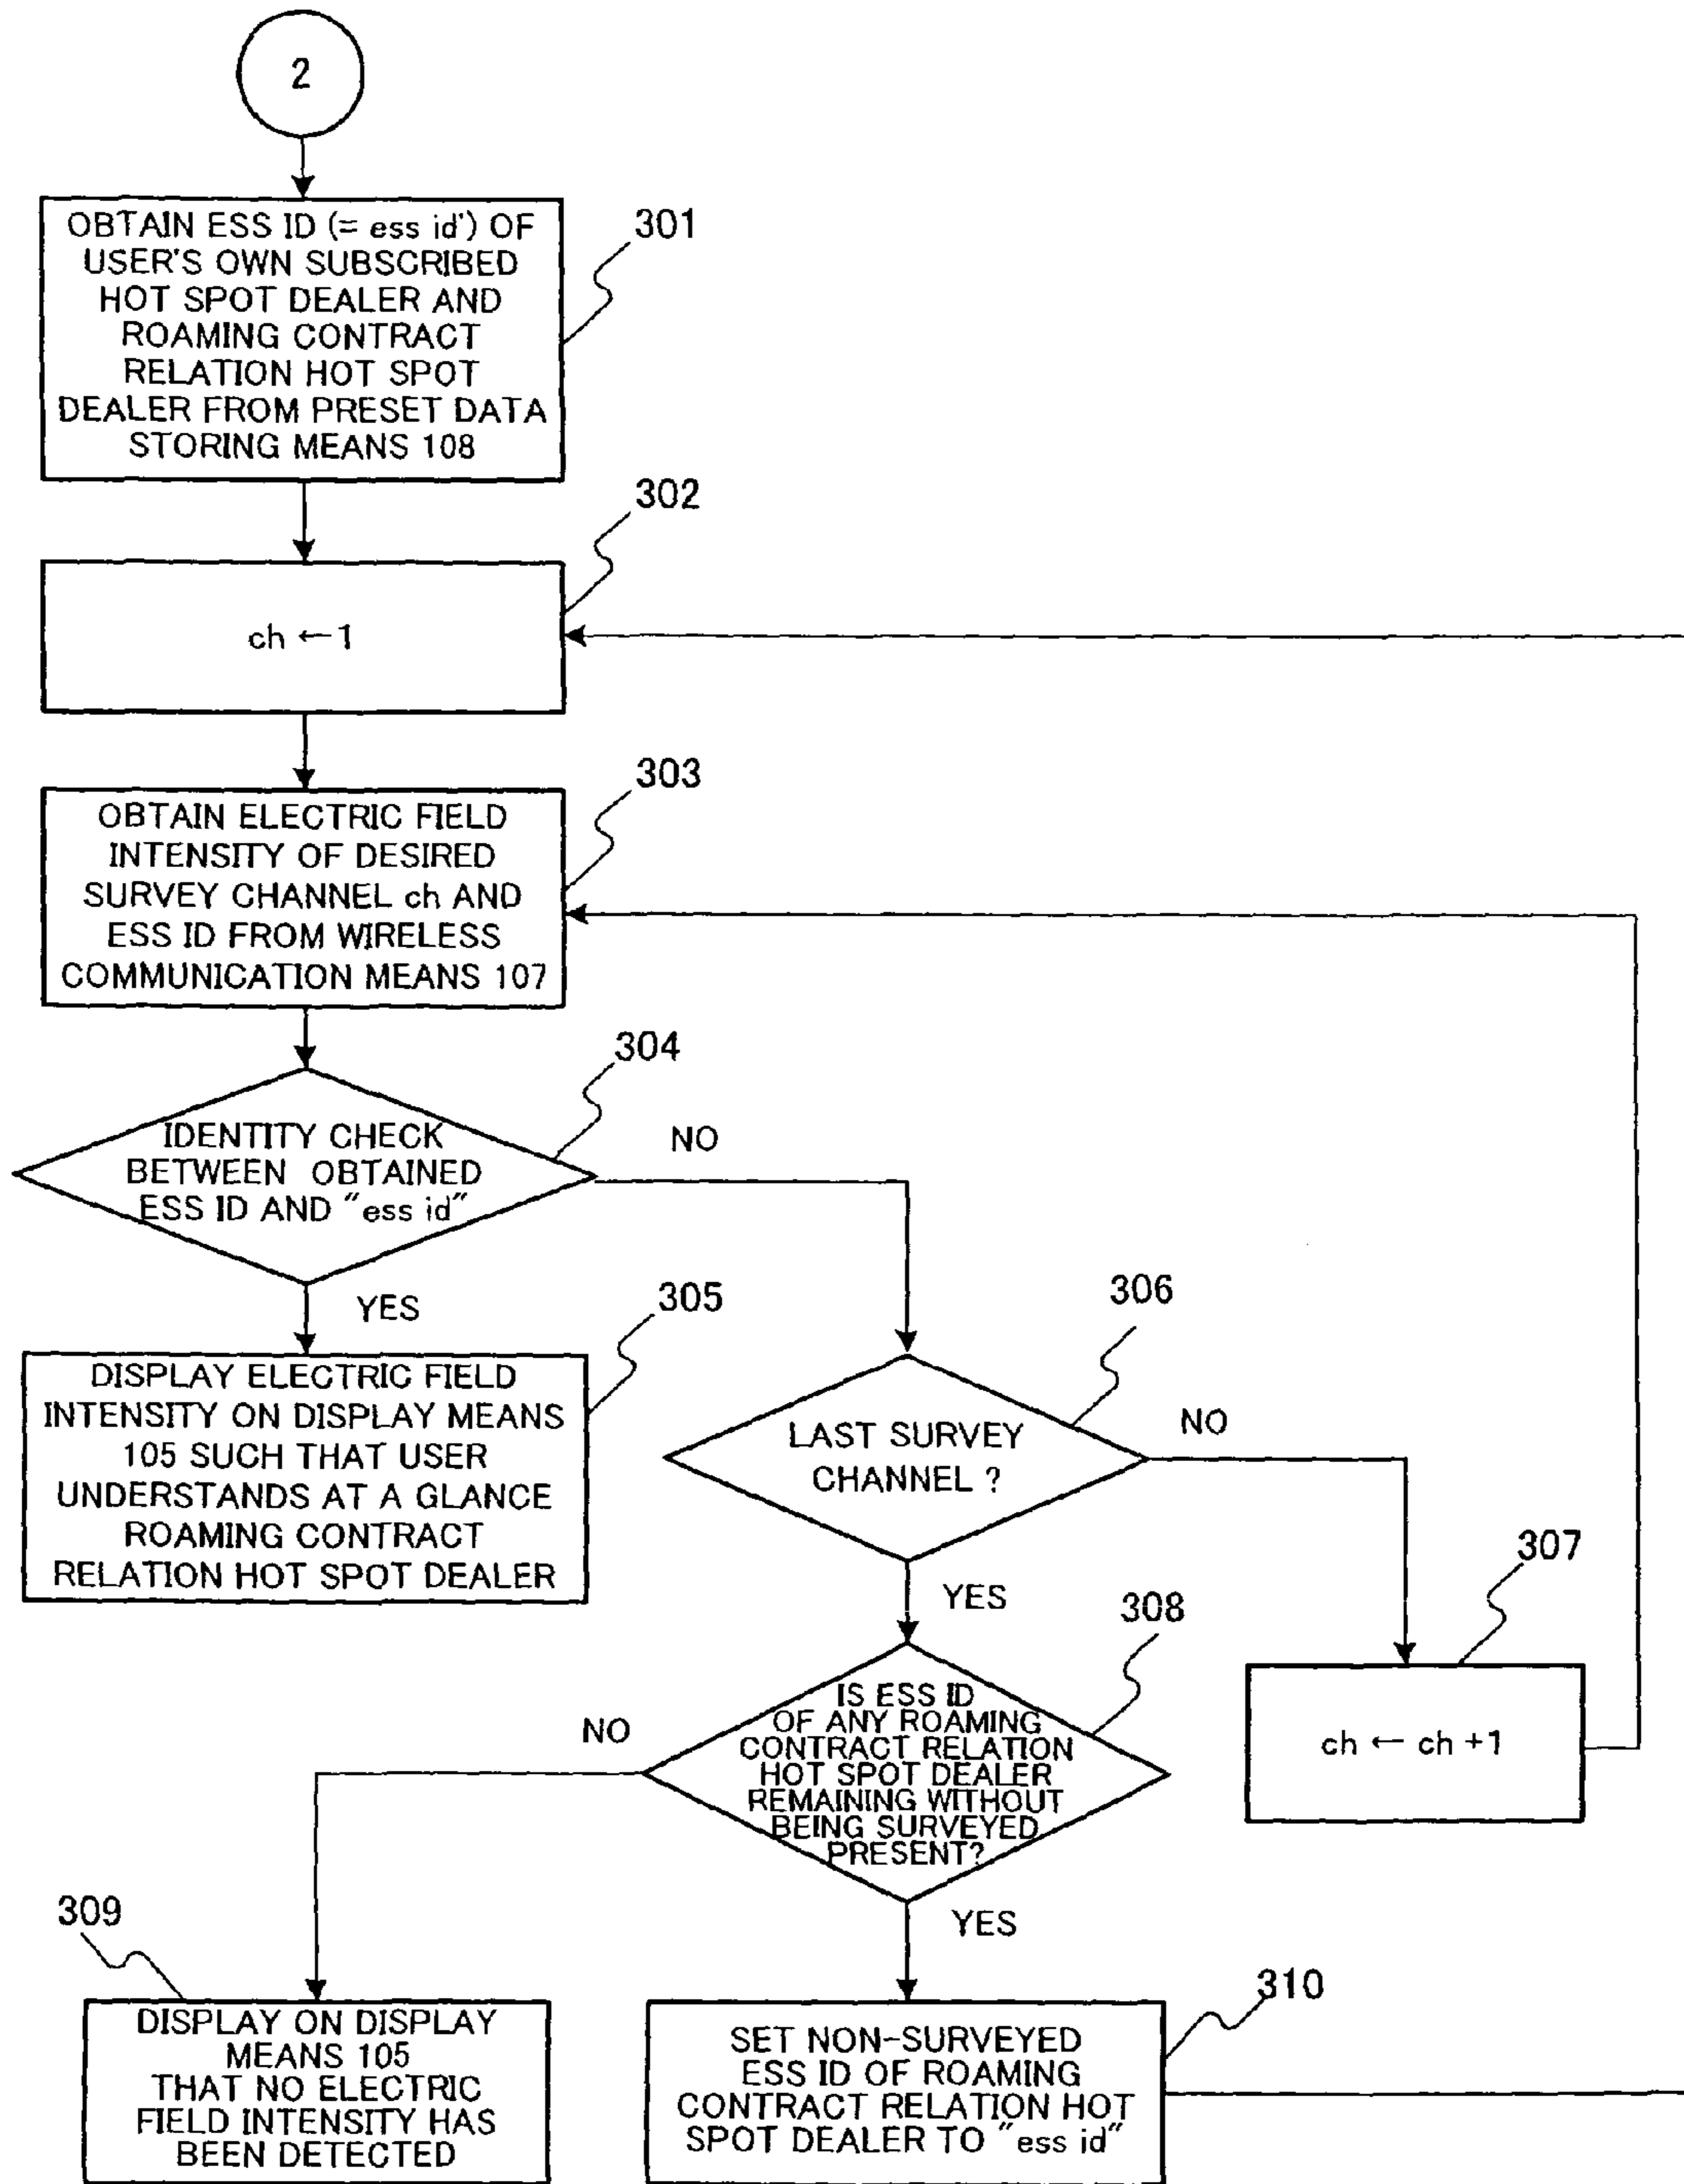 2
OBTAIN ESS ID (= ess id') OF
USER'S OWN SUBSCRIBED
HOT SPOT DEALER AND
ROAMING CONTRACT
RELATION HOT SPOT
DEALER FROM PRESET DATA
STORING MEANS 108
301
302
ch ← 1
303
OBTAIN ELECTRIC FIELD
INTENSITY OF DESIRED
SURVEY CHANNEL ch AND
ESS ID FROM WIRELESS
COMMUNICATION MEANS 107
304
IDENTITY CHECK
BETWEEN OBTAINED
ESS ID AND "ess id"
NO
YES
305
DISPLAY ELECTRIC FIELD
INTENSITY ON DISPLAY MEANS
105 SUCH THAT USER
UNDERSTANDS AT A GLANCE
ROAMING CONTRACT
RELATION HOT SPOT DEALER
306
LAST SURVEY
CHANNEL ?
NO
YES
307
ch ← ch +1
308
IS ESS ID
OF ANY ROAMING
CONTRACT RELATION
HOT SPOT DEALER
REMAINING WITHOUT
BEING SURVEYED
PRESENT?
NO
YES
309
DISPLAY ON DISPLAY
MEANS 105
THAT NO ELECTRIC
FIELD INTENSITY HAS
BEEN DETECTED
310
SET NON-SURVEYED
ESS ID OF ROAMING
CONTRACT RELATION HOT
SPOT DEALER TO "ess id"